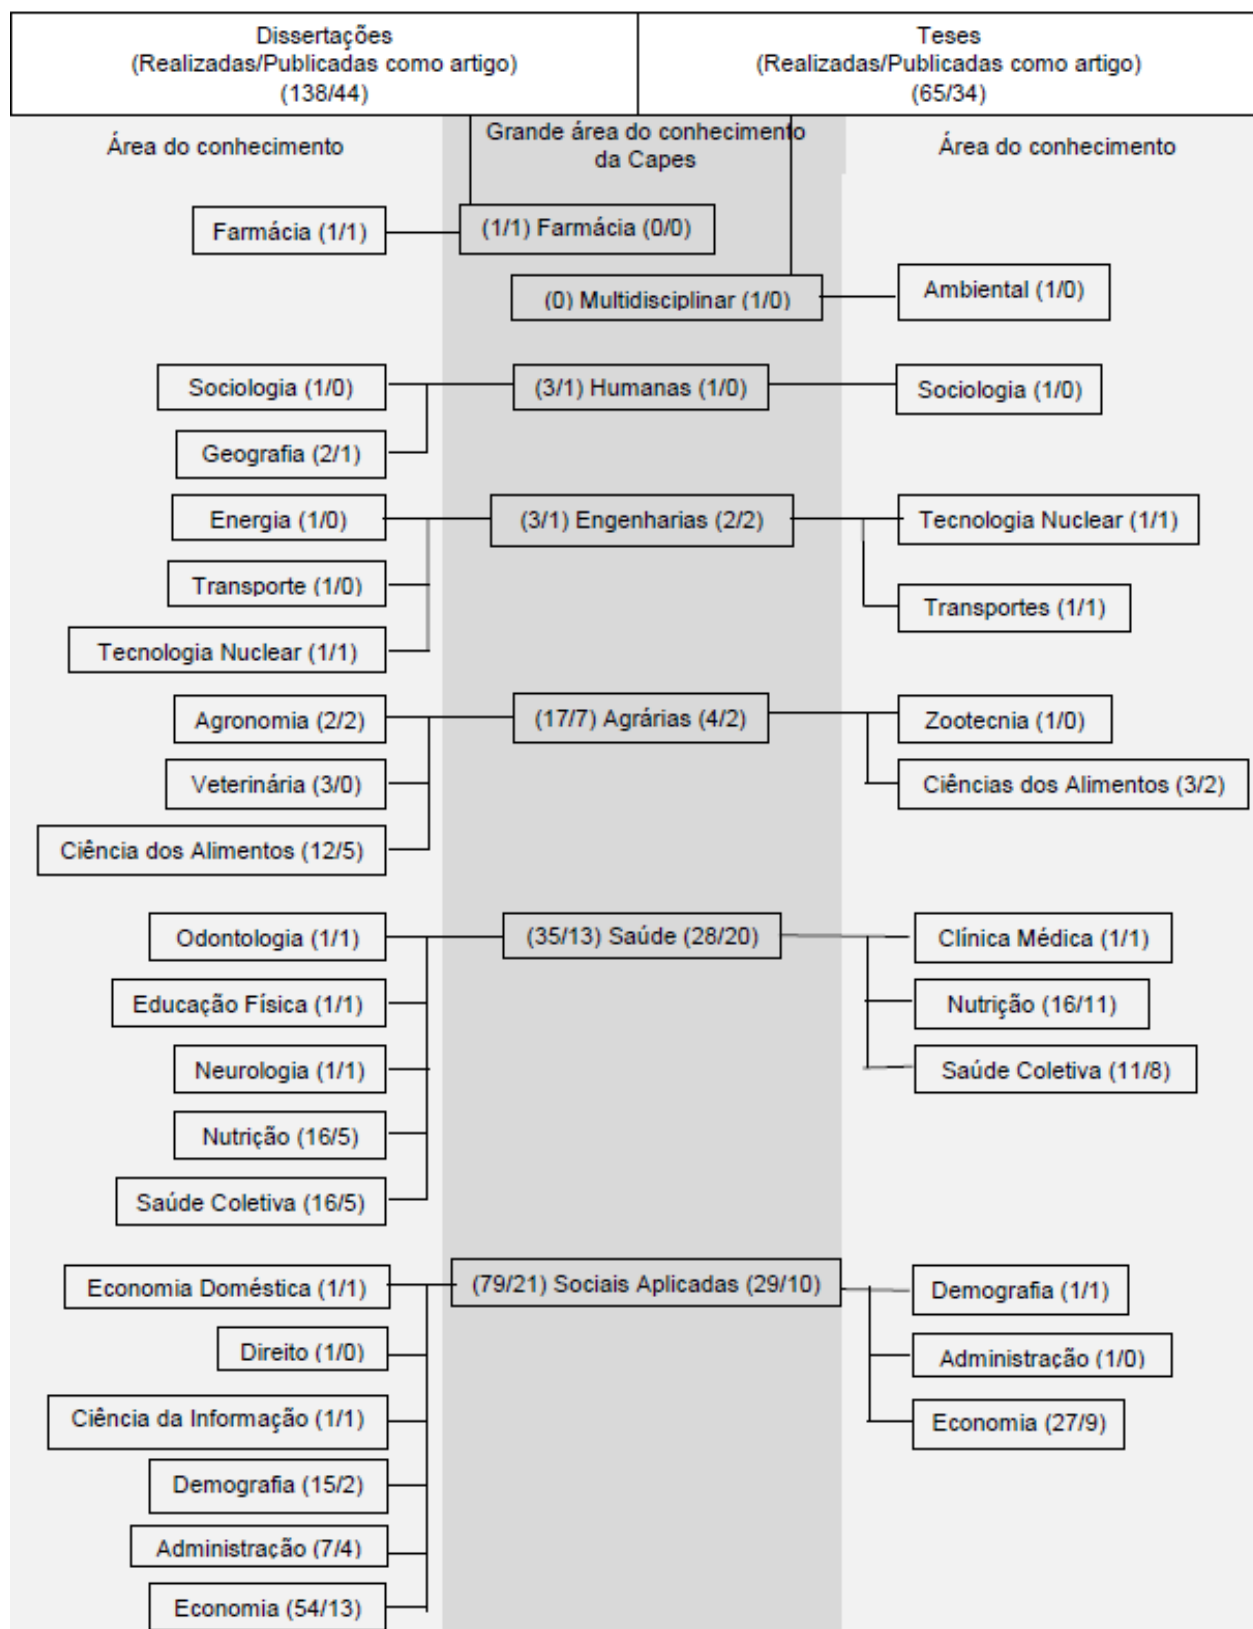 Dissertações
(Realizadas/Publicadas como artigo)
(138/44)
Teses
(Realizadas/Publicadas como artigo)
(65/34)
Área do conhecimento
Grande área do conhecimento
da Capes
Área do conhecimento
Farmácia (1/1)
(1/1) Farmácia (0/0)
(0) Multidisciplinar (1/0)
Ambiental (1/0)
Sociologia (1/0)
(3/1) Humanas (1/0)
Sociologia (1/0)
Geografia (2/1)
Energia (1/0)
(3/1) Engenharias (2/2)
Tecnologia Nuclear (1/1)
Transporte (1/0)
Transportes (1/1)
Tecnologia Nuclear (1/1)
Agronomia (2/2)
(17/7) Agrárias (4/2)
Zootecnia (1/0)
Veterinária (3/0)
Ciências dos Alimentos (3/2)
Ciência dos Alimentos (12/5)
Odontologia (1/1)
(35/13) Saúde (28/20)
Clínica Médica (1/1)
Educação Física (1/1)
Nutrição (16/11)
Neurologia (1/1)
Saúde Coletiva (11/8)
Nutrição (16/5)
Saúde Coletiva (16/5)
Economia Doméstica (1/1)
(79/21) Sociais Aplicadas (29/10)
Demografia (1/1)
Direito (1/0)
Administração (1/0)
Ciência da Informação (1/1)
Economia (27/9)
Demografia (15/2)
Administração (7/4)
Economia (54/13)